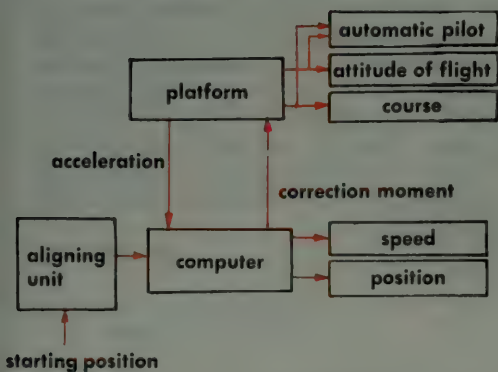 automatic pilot
attitude of flight
platform
course
acceleration
correction moment
aligning
unit
computer
speed
position
starting position